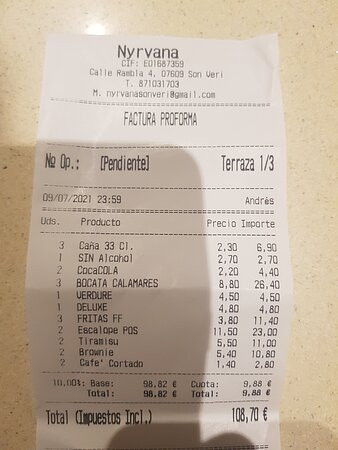 Nyrvana
CIF: E01687359
Calle Rambla 4, 07609 Son Veri
T. 871031703
M. nyrvanasonveri@gmail.com
FACTURA PROFORMA
Nº Op.: [Pendiente] Terraza 1/3
09/07/2021 23:59 Andrés
Uds. Producto Precio Importe
3 Caña 33 Cl. 2,30 6,90
1 SIN Alcohol 2,70 2,70
2 CocaCOLA 2,20 4,40
3 BOCATA CALAMARES 8,80 26,40
1 VERDURE 4,50 4,50
1 DELUXE 4,80 4,80
3 FRITAS FF 3,80 11,40
2 Escalope POS 11,50 23,00
2 Tiramisu 5,50 11,00
2 Brownie 5,40 10,80
2 Cafe' Cortado 1,40 2,80
10,00%: Base: 98,82 € Cuota: 9,88 €
Total: 98,82 € Total: 9,88 €
Total (Impuestos Incl.) 108,70 €